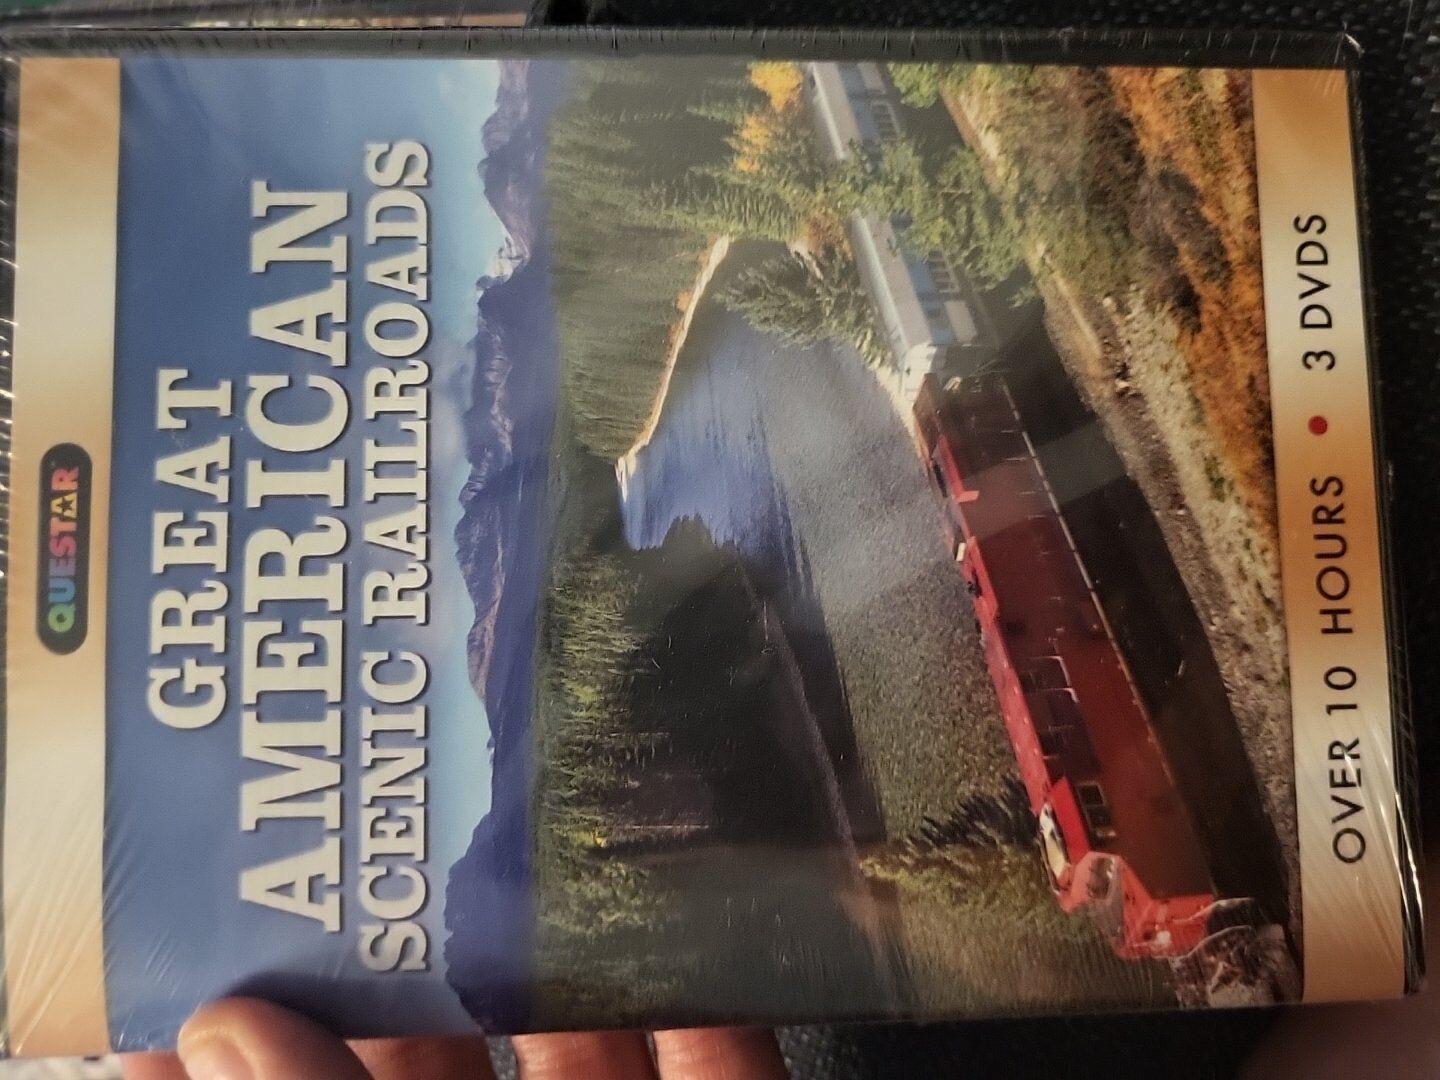 QUESTAR
GREAT
AMERICAN
SCENIC RAILROADS
OVER 10 HOURS • 3 DVDS